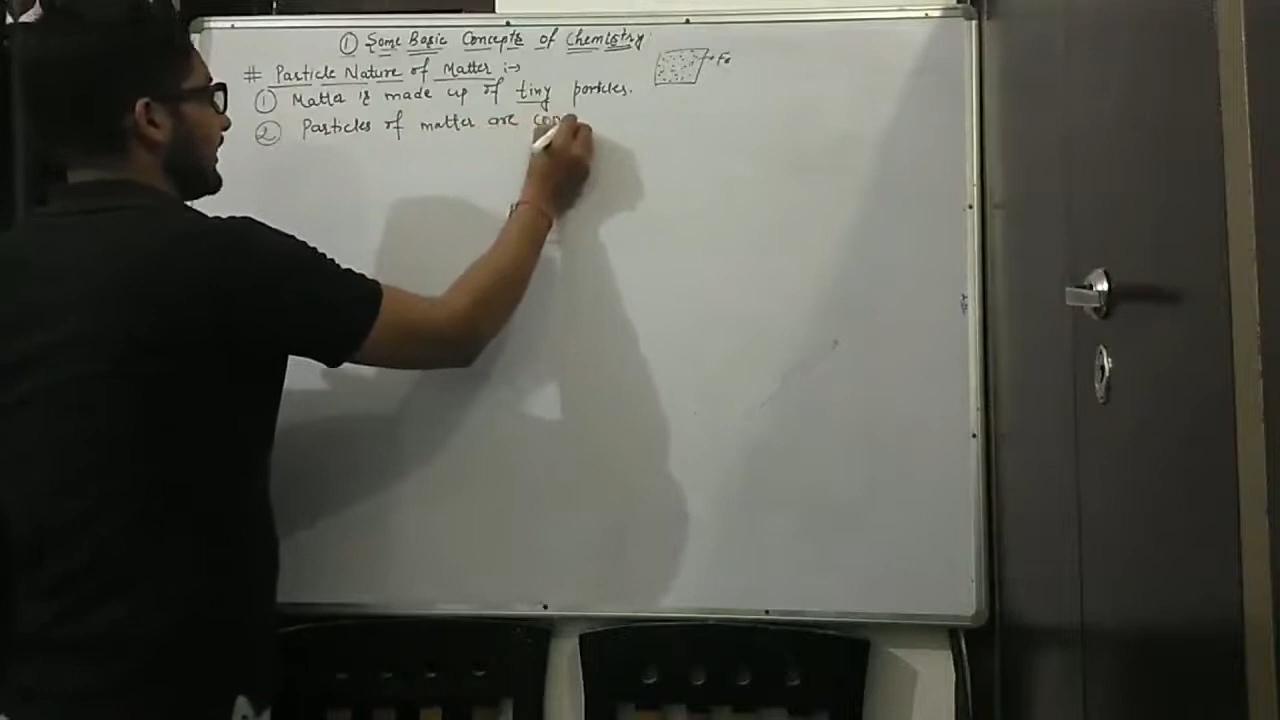 ① Some Basic Concepts of Chemistry
# Particle Nature of Matter :→
→ Fe
① Matter is made up of tiny particles.
② Particles of matter are con